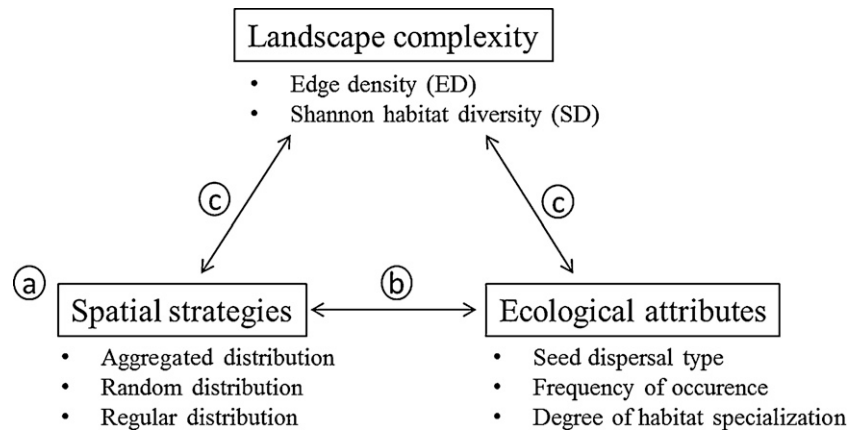 Landscape complexity
• Edge density (ED)
• Shannon habitat diversity (SD)
c
c
a
b
Spatial strategies
Ecological attributes
• Aggregated distribution
• Random distribution
• Regular distribution
• Seed dispersal type
• Frequency of occurence
• Degree of habitat specialization